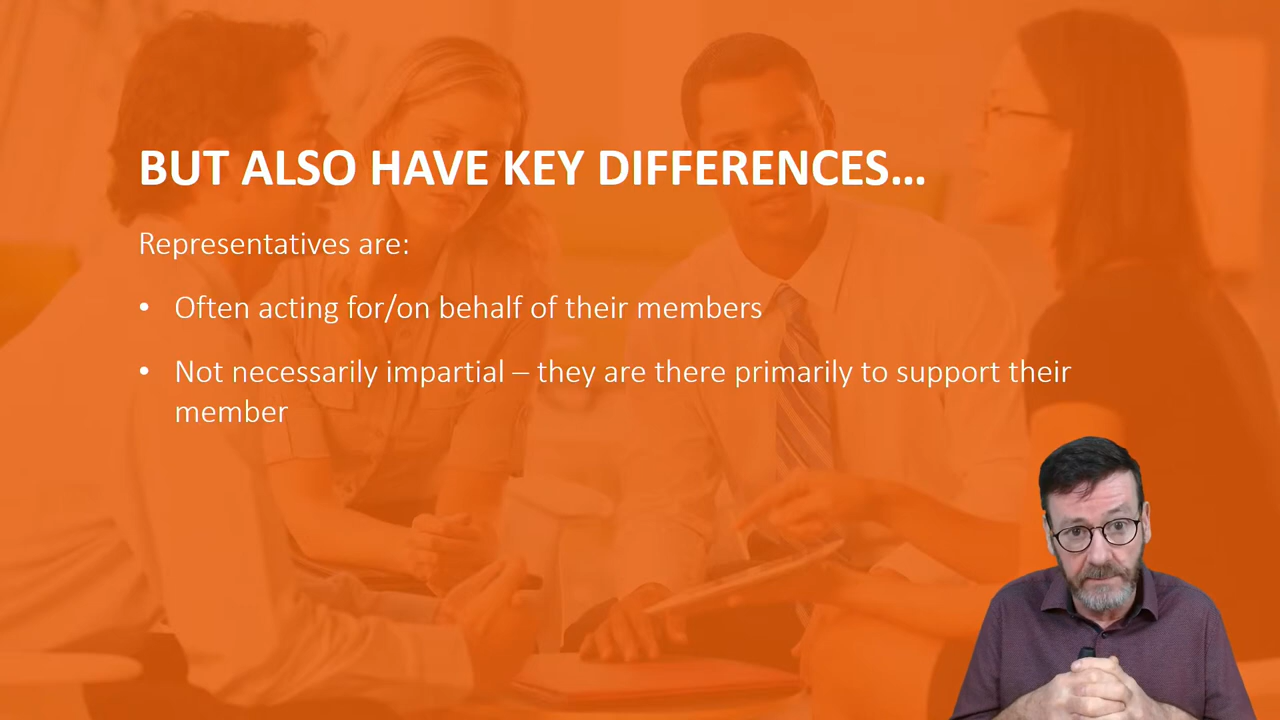 BUT ALSO HAVE KEY DIFFERENCES...
Representatives are:
• Often acting for/on behalf of their members
• Not necessarily impartial – they are there primarily to support their
member